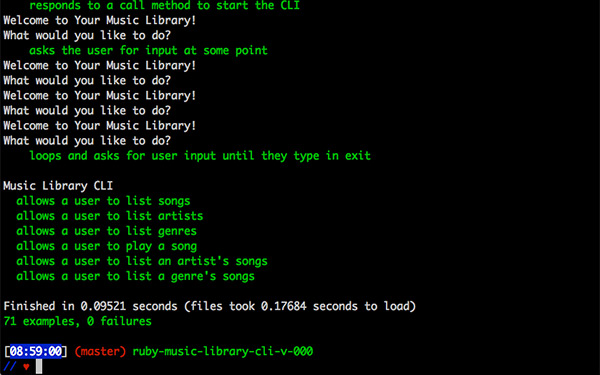 responds to a call method to start the CLI
Welcome to Your Music Library!
What would you like to do?
asks the user for input at some point
Welcome to Your Music Library!
What would you like to do?
Welcome to Your Music Library!
What would you like to do?
Welcome to Your Music Library!
What would you like to do?
loops and asks for user input until they type in exit
Music Library CLI
allows a user to list songs
allows a user to list artists
allows a user to list genres
allows a user to play a song
allows a user to list an artist's songs
allows a user to list a genre's songs
Finished in 0.09521 seconds (files took 0.17684 seconds to load)
71 examples, 0 failures
[08:59:00] (master) ruby-music-library-cli-v-000
// ♥